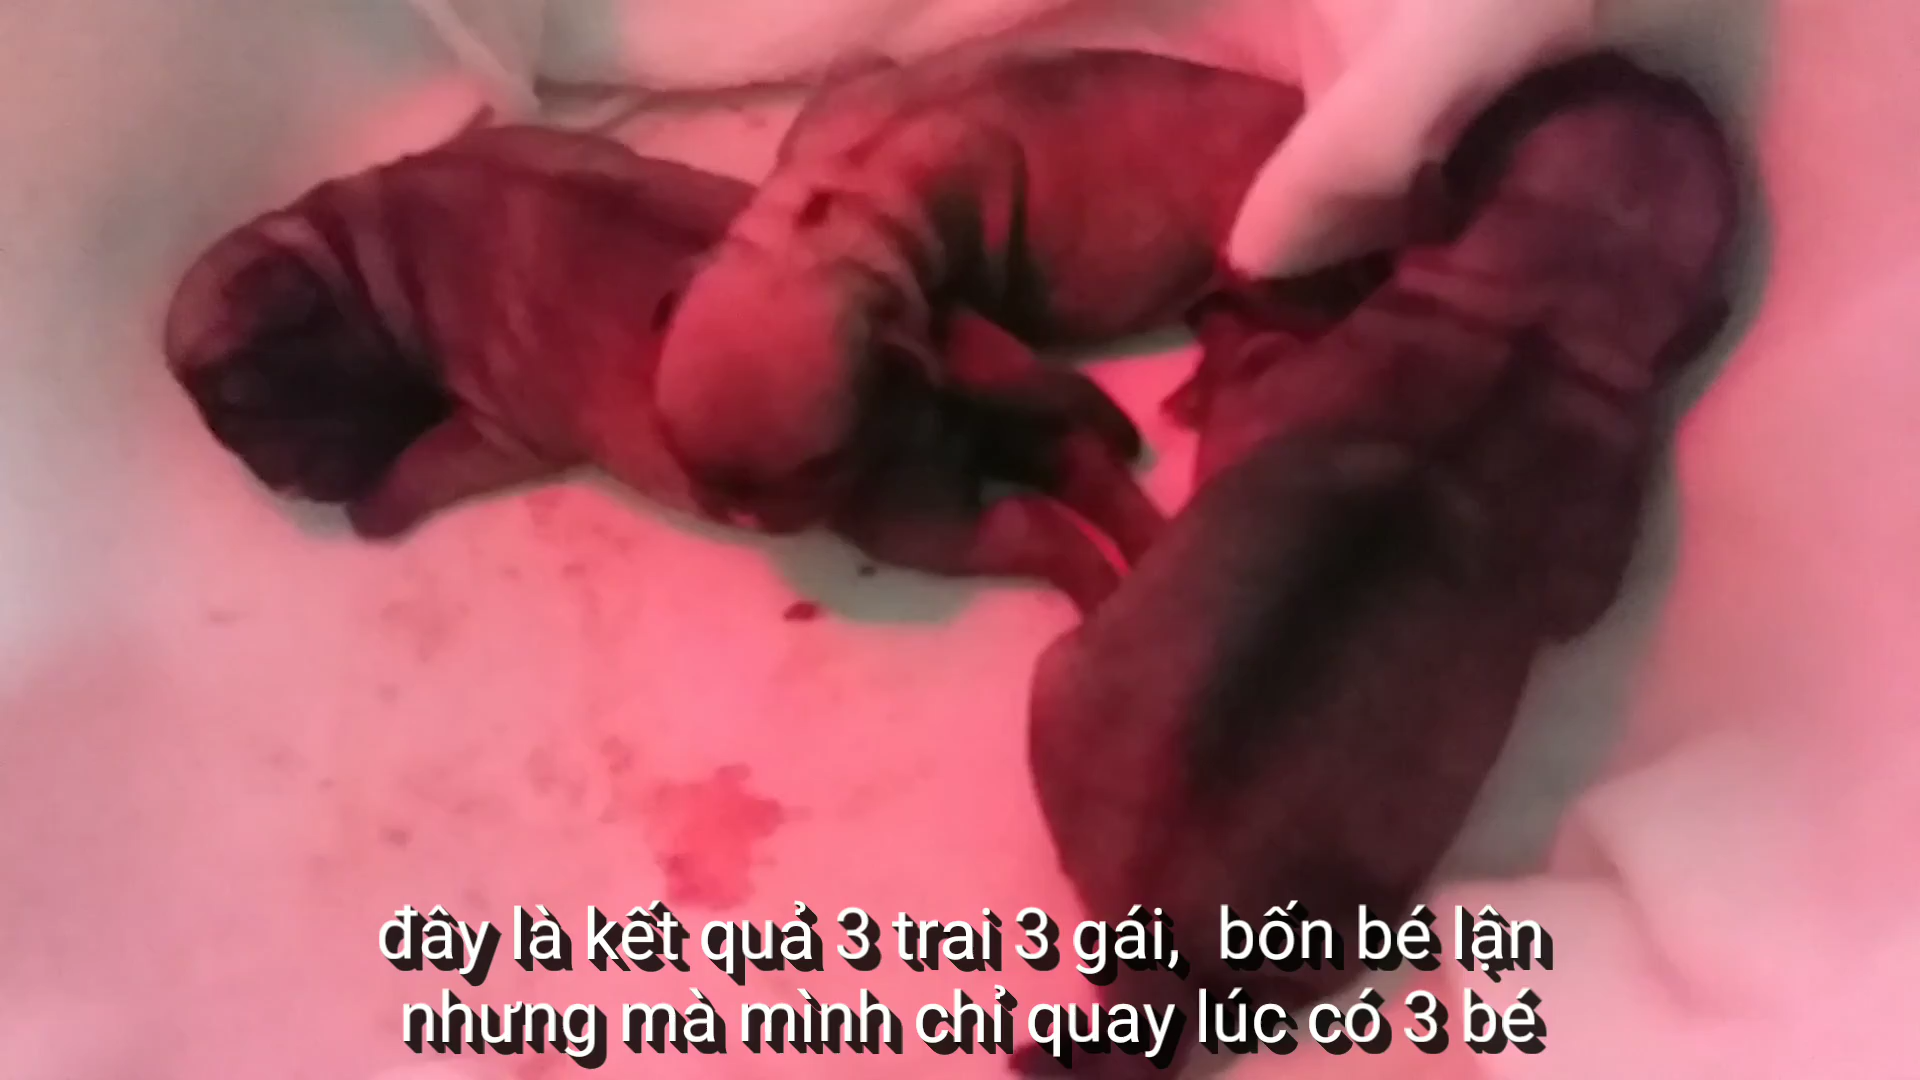 đây là kết quả 3 trai 3 gái, bốn bé lận
nhưng mà mình chỉ quay lúc có 3 bé